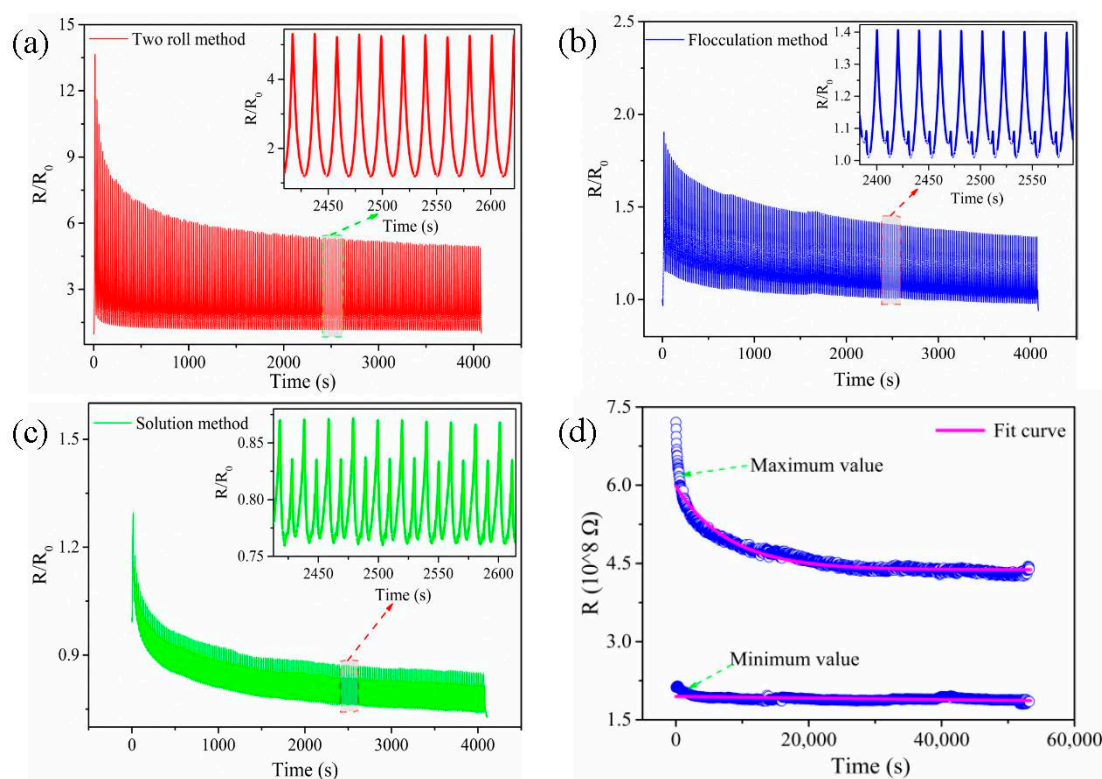 (a)
Two roll method
R/R0
15
12
9
6
3
0 1000 2000 3000 4000
Time (s)
R/R0
4
2
2450 2500 2550 2600
Time (s)
(b)
Flocculation method
R/R0
2.5
2.0
1.5
1.0
0 1000 2000 3000 4000
Time (s)
R/R0
1.4
1.3
1.2
1.1
1.0
2400 2450 2500 2550
Time (s)
(c)
Solution method
R/R0
1.5
1.2
0.9
0 1000 2000 3000 4000
Time (s)
R/R0
0.85
0.80
0.75
2450 2500 2550 2600
Time (s)
(d)
Fit curve
Maximum value
Minimum value
R (10^8 Ω)
7.5
6.0
4.5
3.0
1.5
0 20,000 40,000 60,000
Time (s)